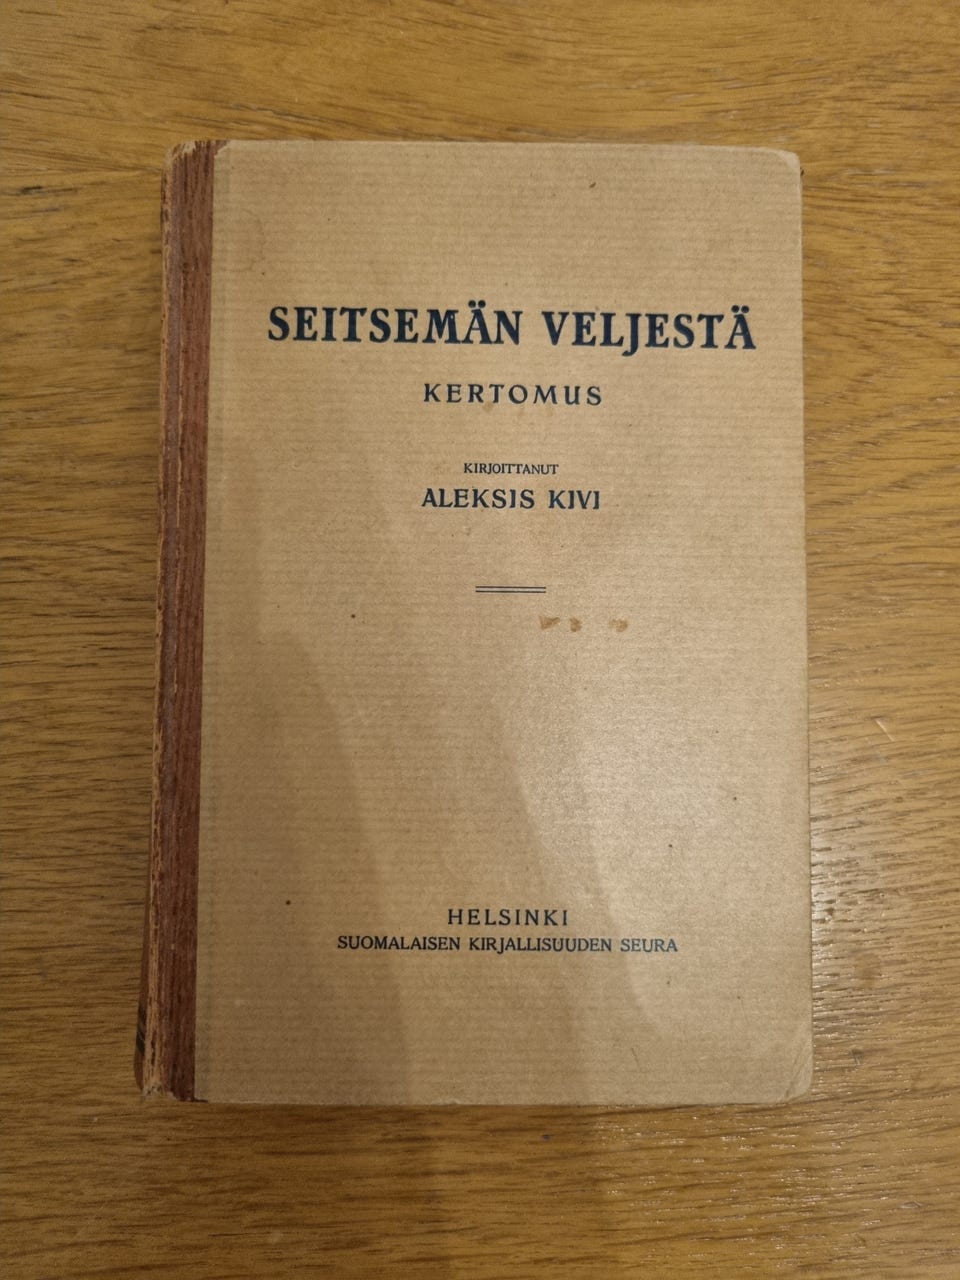 SEITSEMÄN VELJESTÄ
KERTOMUS
KIRJOITTANUT
ALEKSIS KIVI
HELSINKI
SUOMALAISEN KIRJALLISUUDEN SEURA